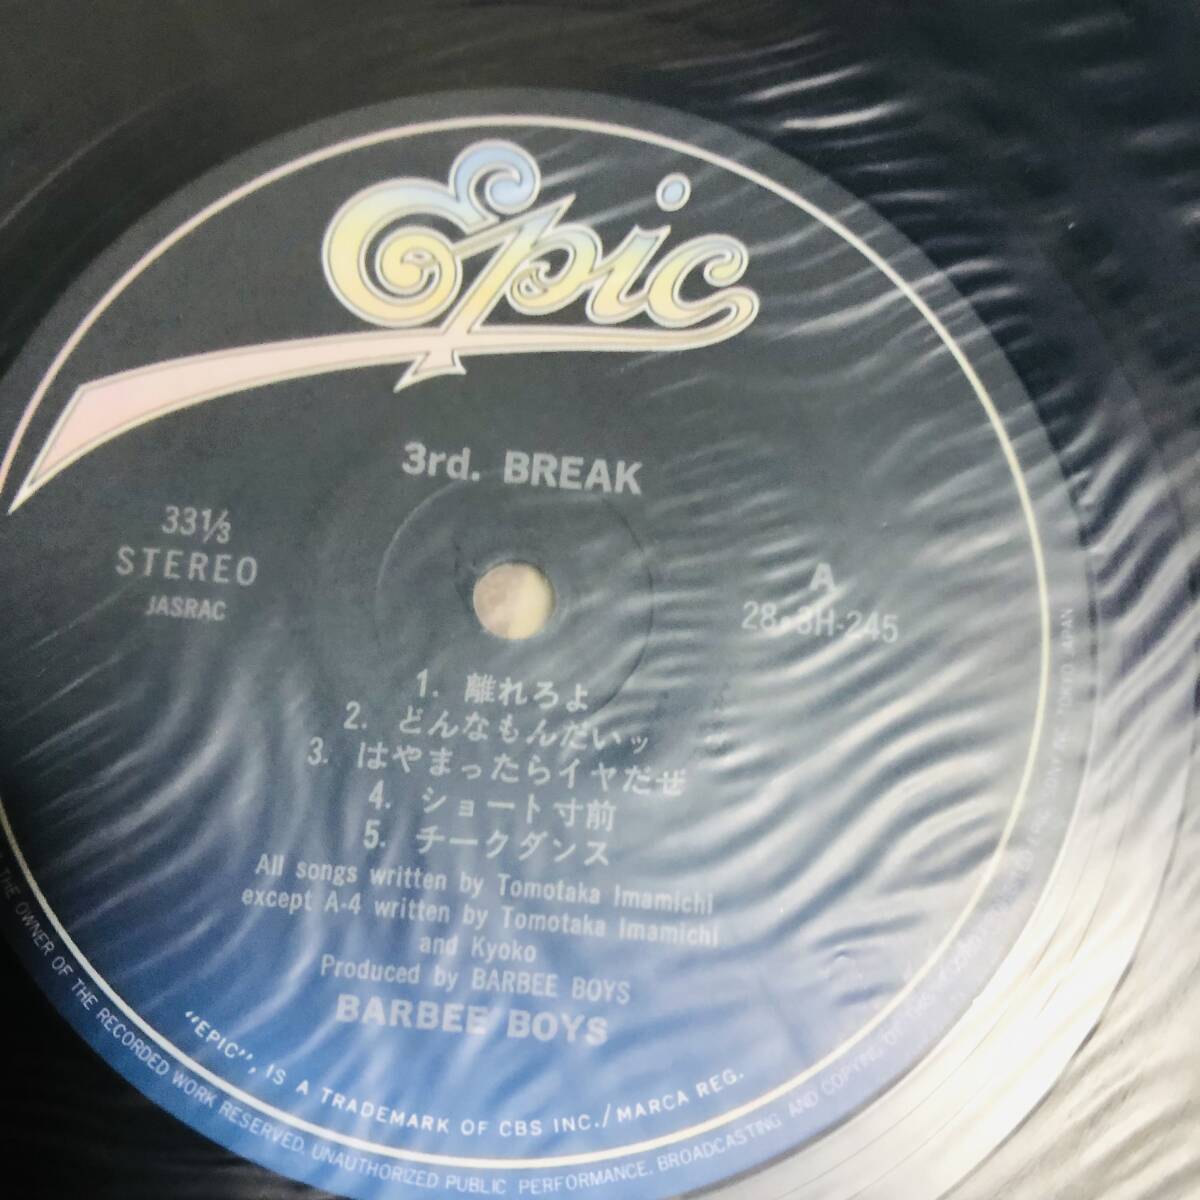 Epic
3rd. BREAK
33⅓
STEREO
JASRAC
A
28・3H-245
1. 離れろよ
2. どんなもんだいッ
3. はやまったらイヤだぜ
4. ショート寸前
5. チークダンス
All songs written by Tomotaka Imamichi
except A-4 written by Tomotaka Imamichi
and Kyoko
Produced by BARBEE BOYS
BARBEE BOYS
"EPIC", IS A TRADEMARK OF CBS INC./MARCA REG.
THE OWNER OF THE RECORDED WORK RESERVED. UNAUTHORIZED PUBLIC PERFORMANCE. BROADCASTING AND COPYING OF THIS TOKYO JAPAN